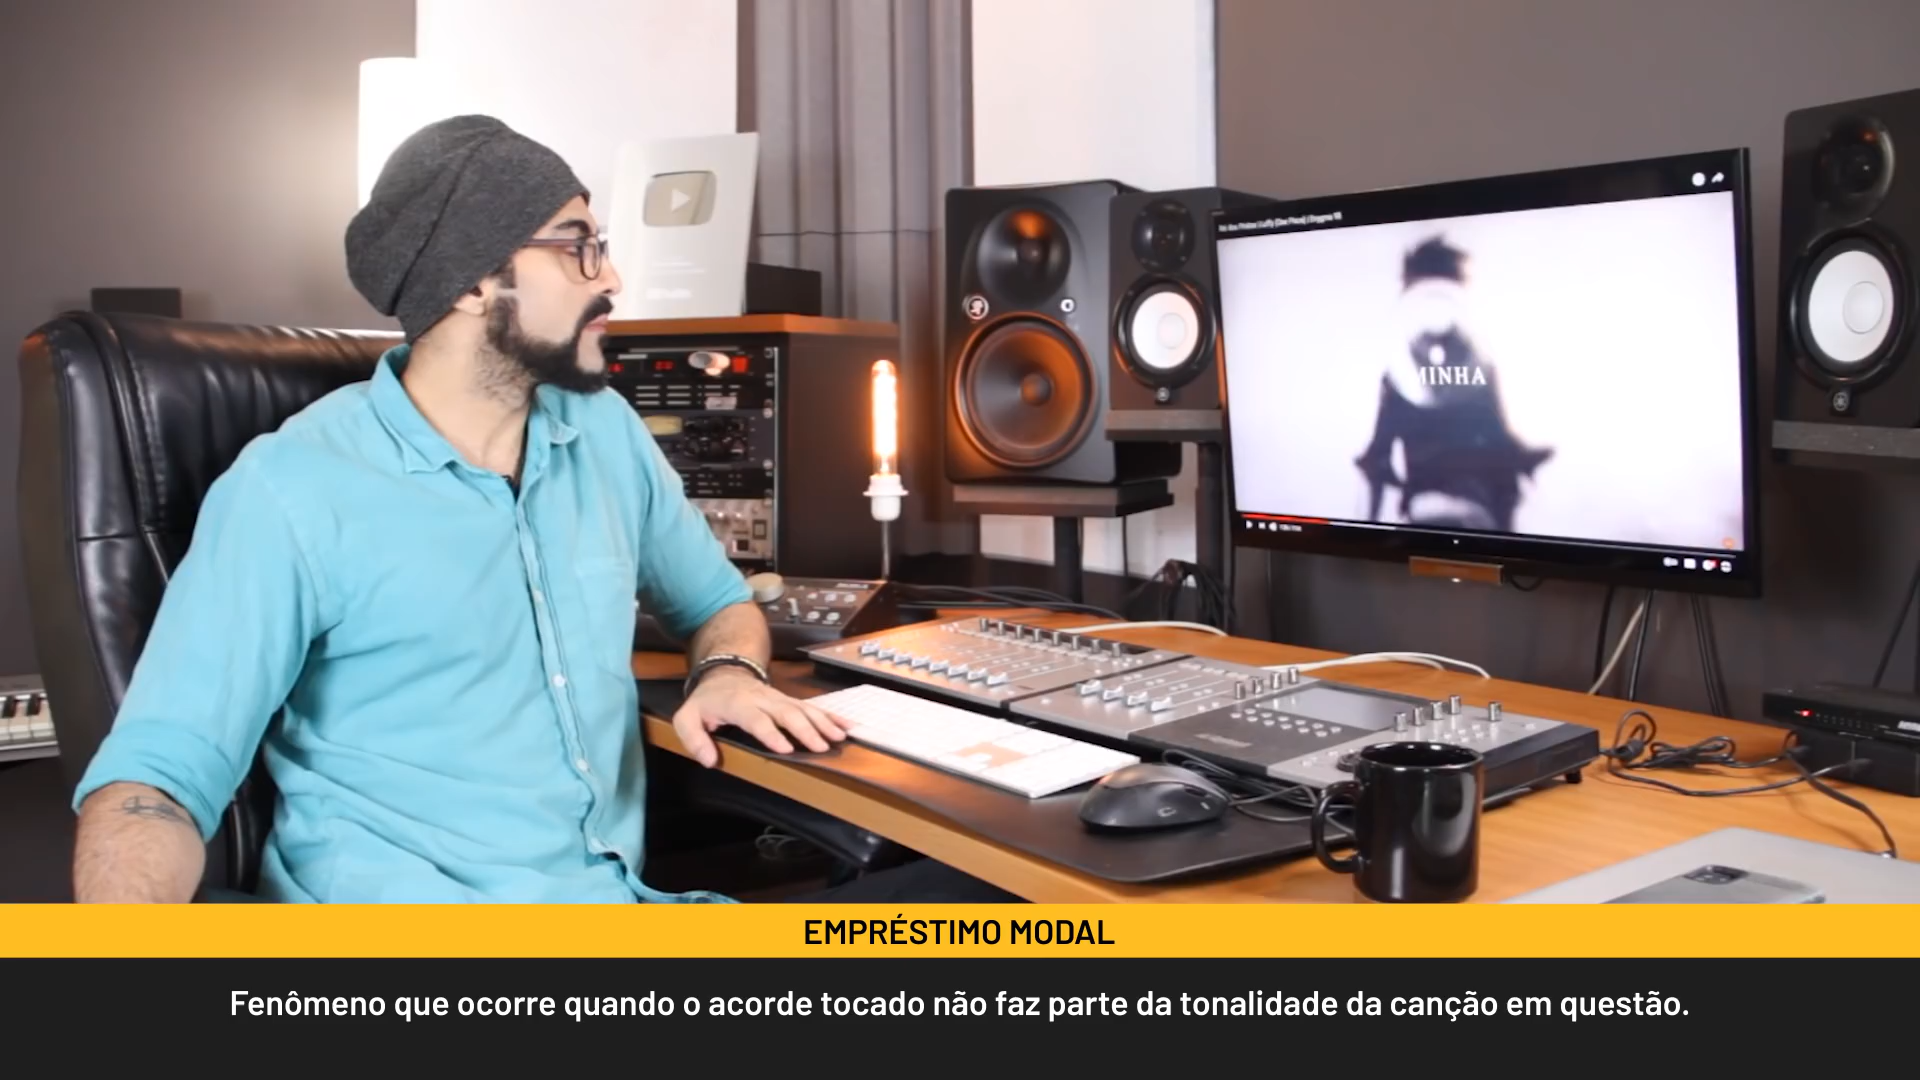 MINHA
EMPRÉSTIMO MODAL
Fenômeno que ocorre quando o acorde tocado não faz parte da tonalidade da canção em questão.